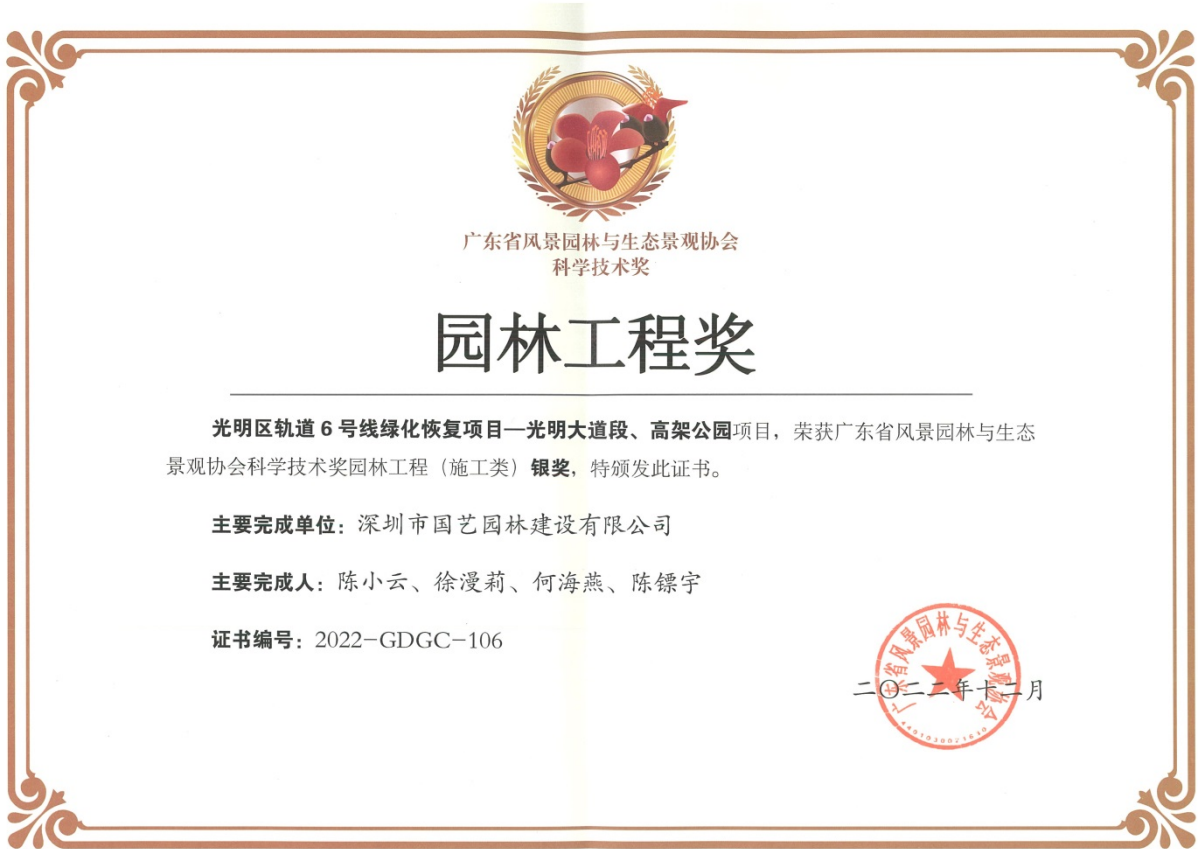 广东省风景园林与生态景观协会
科学技术奖
园林工程奖
光明区轨道6号线绿化恢复项目—光明大道段、高架公园项目，荣获广东省风景园林与生态
景观协会科学技术奖园林工程（施工类）银奖，特颁发此证书。
主要完成单位：深圳市国艺园林建设有限公司
主要完成人：陈小云、徐漫莉、何海燕、陈镖宇
证书编号：2022-GDGC-106
广东省风景园林与生态景观协会
二〇二二年十二月